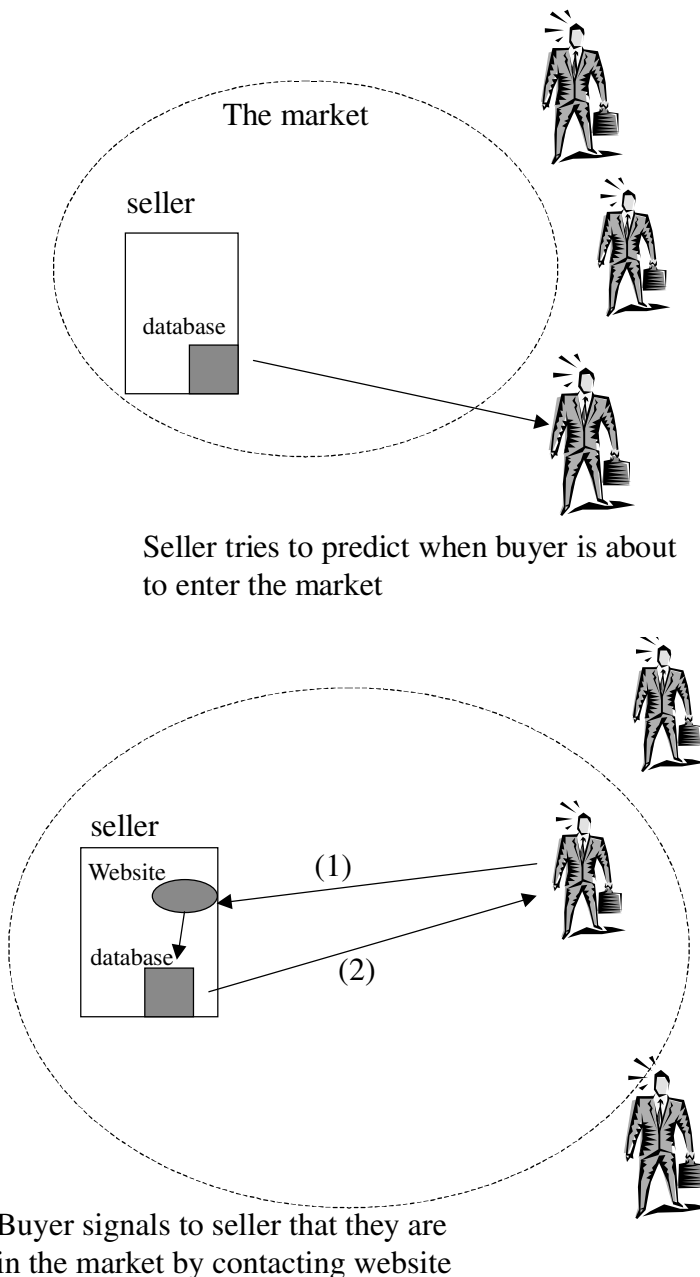 The market
seller
database
Seller tries to predict when buyer is about
to enter the market
seller
Website
(1)
database
(2)
Buyer signals to seller that they are
in the market by contacting website